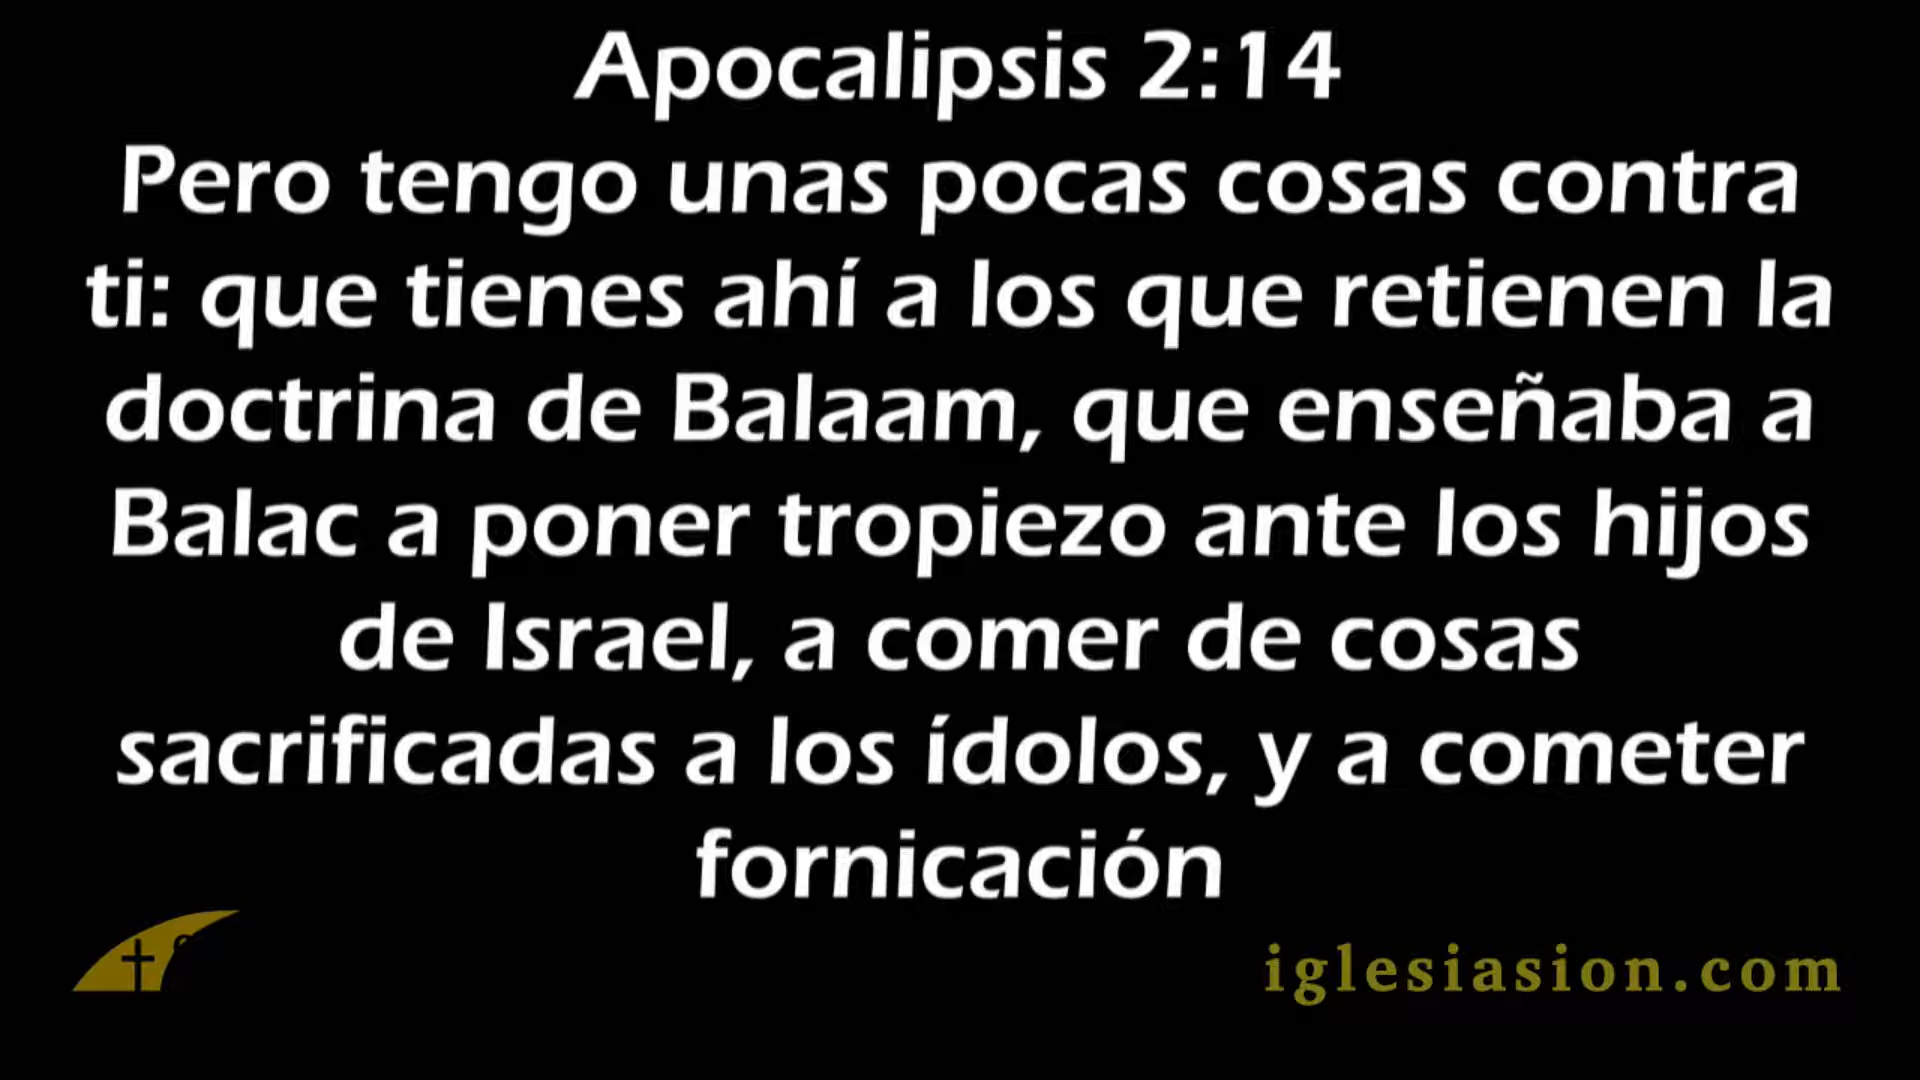 Apocalipsis 2:14
Pero tengo unas pocas cosas contra
ti: que tienes ahí a los que retienen la
doctrina de Balaam, que enseñaba a
Balac a poner tropiezo ante los hijos
de Israel, a comer de cosas
sacrificadas a los ídolos, y a cometer
fornicación
iglesiasion.com